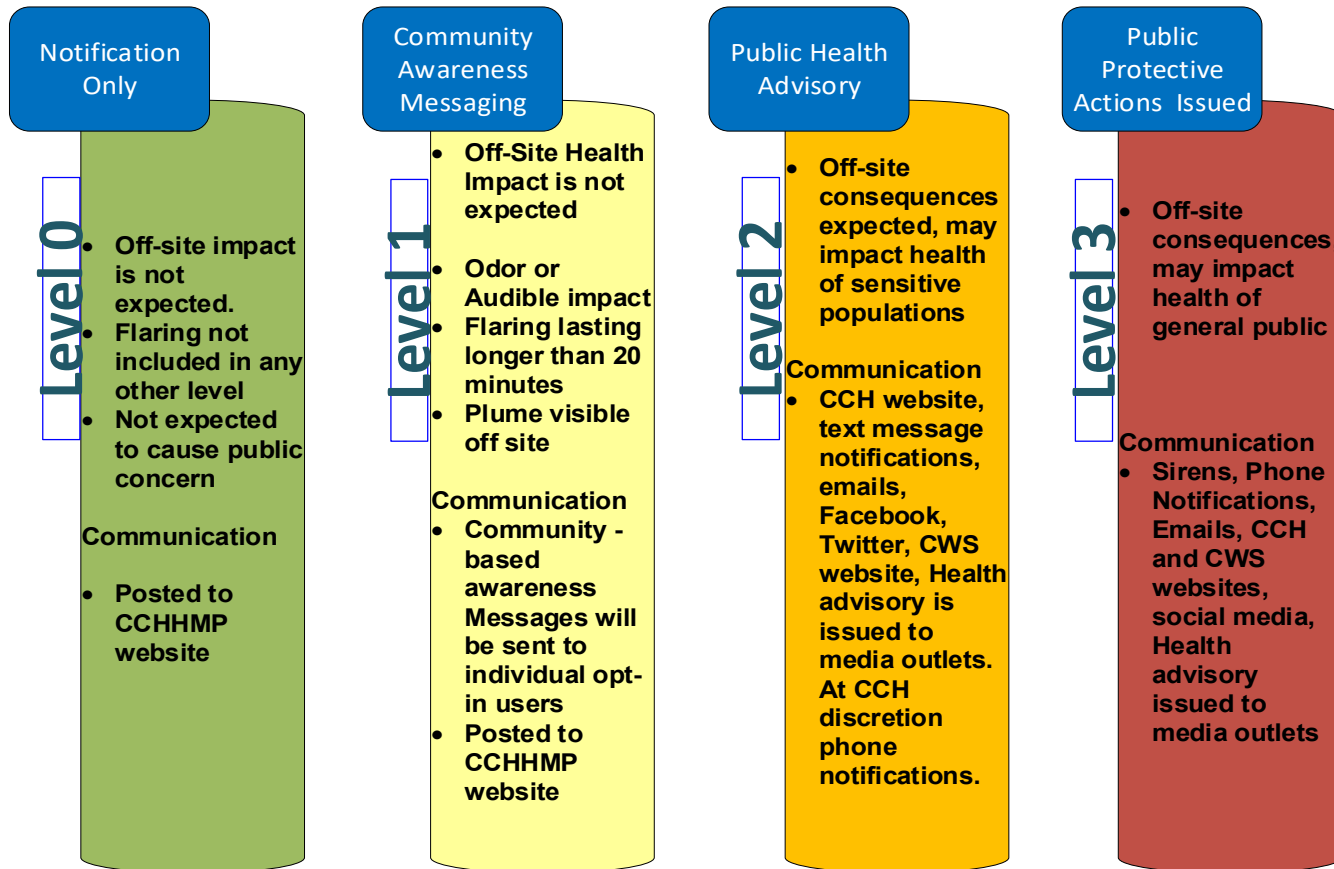 Notification
Only
Level 0
• Off-site impact
is not
expected.
• Flaring not
included in any
other level
• Not expected
to cause public
concern
Communication
• Posted to
CCHHMP
website
Community
Awareness
Messaging
Level 1
• Off-Site Health
Impact is not
expected
• Odor or
Audible impact
• Flaring lasting
longer than 20
minutes
• Plume visible
off site
Communication
• Community -
based
awareness
Messages will
be sent to
individual opt-
in users
• Posted to
CCHHMP
website
Public Health
Advisory
Level 2
• Off-site
consequences
expected, may
impact health
of sensitive
populations
Communication
• CCH website,
text message
notifications,
emails,
Facebook,
Twitter, CWS
website, Health
advisory is
issued to
media outlets.
At CCH
discretion
phone
notifications.
Public
Protective
Actions Issued
Level 3
• Off-site
consequences
may impact
health of
general public
Communication
• Sirens, Phone
Notifications,
Emails, CCH
and CWS
websites,
social media,
Health
advisory
issued to
media outlets